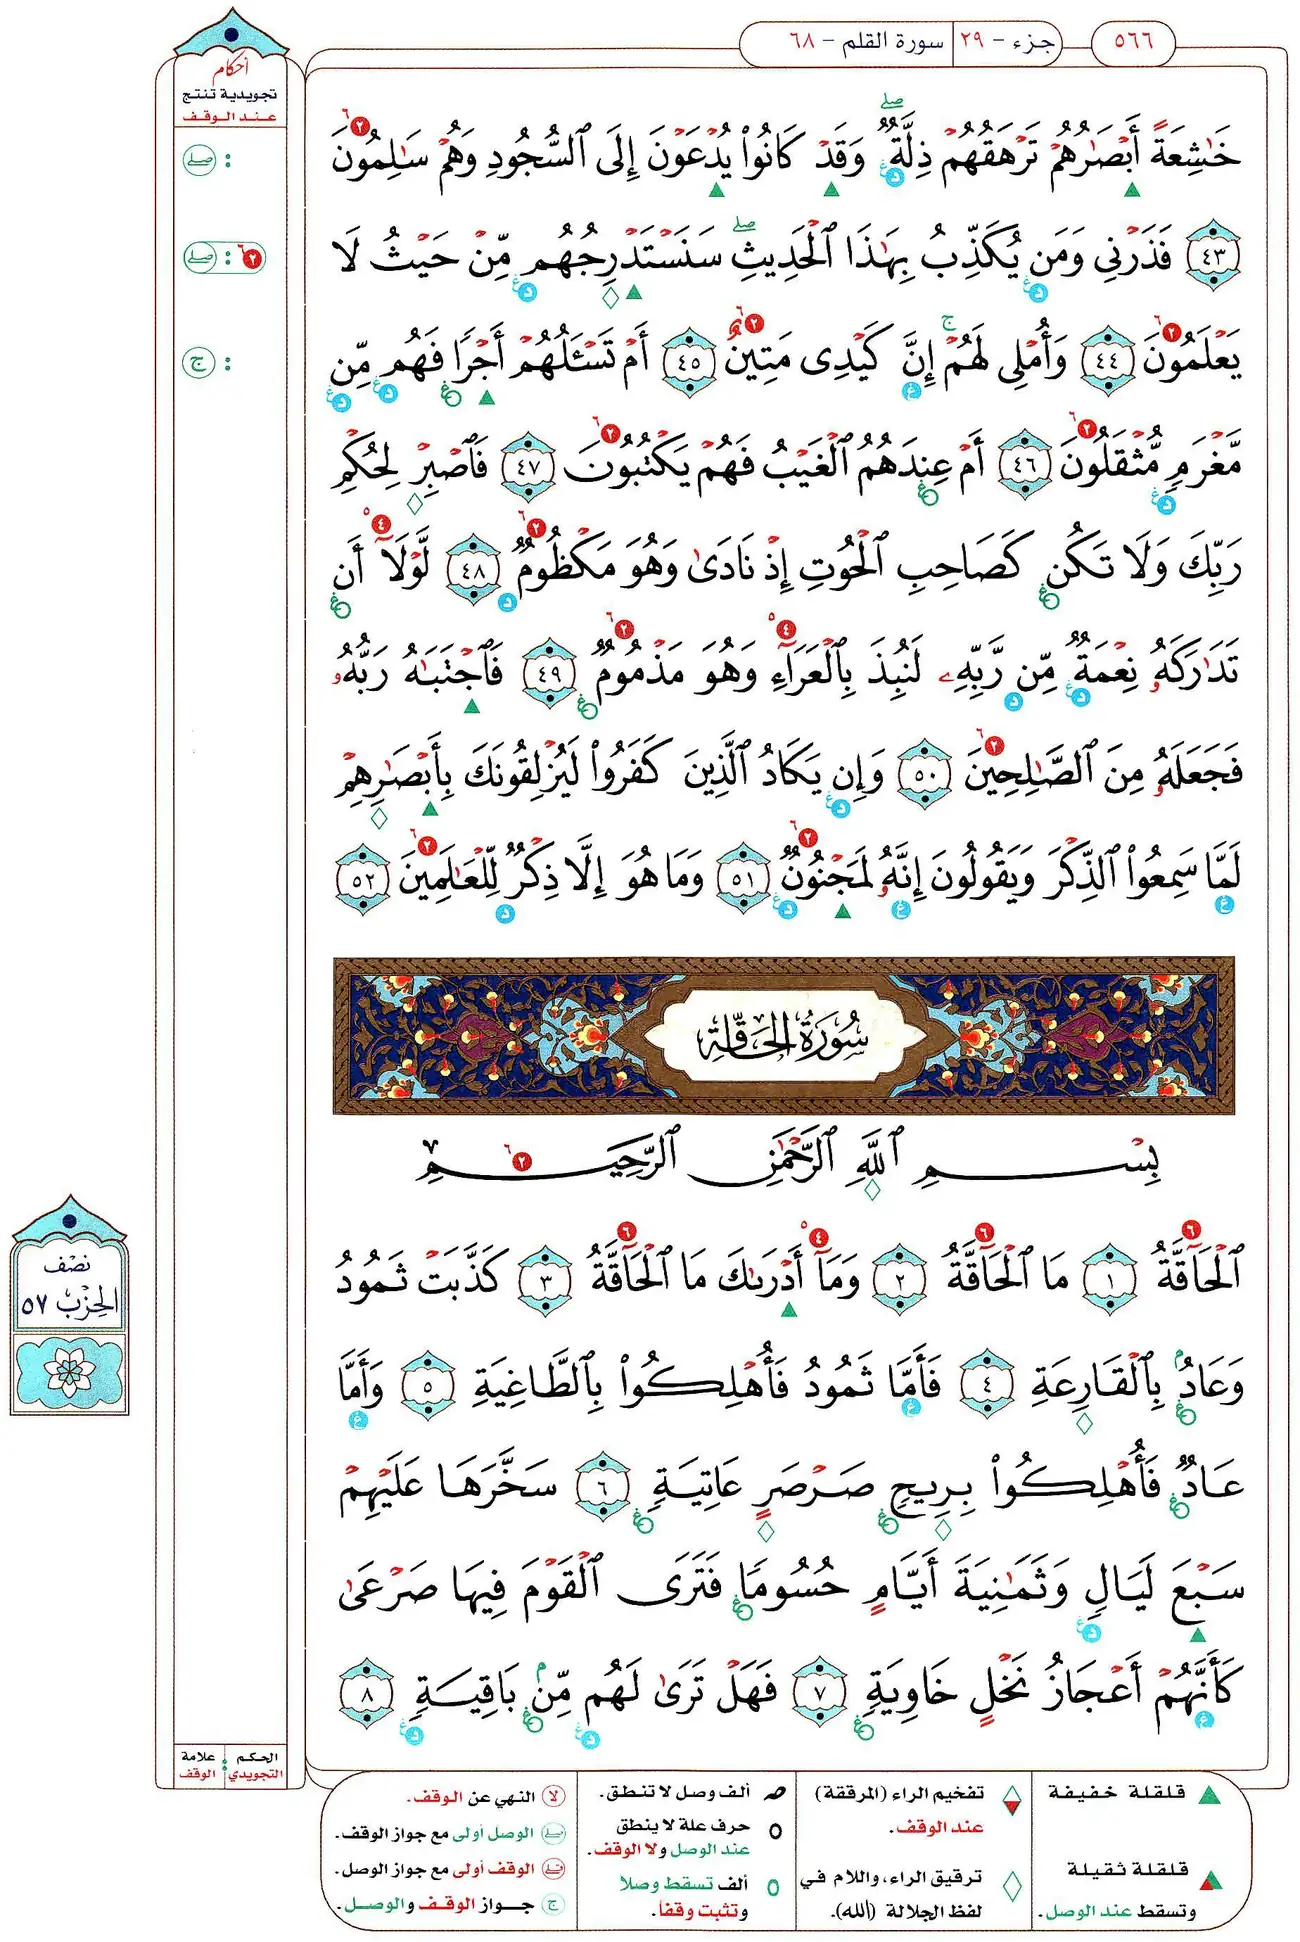 ٥٦٦
جزء - ٢٩
سورة القلم - ٦٨
أحكام
تجويدية تنتج
عند الوقف
صلے :
٢ ٦ : صلے
ج :
خَٰشِعَةً أَبۡصَٰرُهُمۡ تَرۡهَقُهُمۡ ذِلَّةٞۖ وَقَدۡ كَانُواْ يُدۡعَوۡنَ إِلَى ٱلسُّجُودِ وَهُمۡ سَٰلِمُونَ
٤٣ فَذَرۡنِي وَمَن يُكَذِّبُ بِهَٰذَا ٱلۡحَدِيثِۖ سَنَسۡتَدۡرِجُهُم مِّنۡ حَيۡثُ لَا
يَعۡلَمُونَ ٤٤ وَأُمۡلِي لَهُمۡۚ إِنَّ كَيۡدِي مَتِينٌ ٤٥ أَمۡ تَسۡـَٔلُهُمۡ أَجۡرٗا فَهُم مِّن
مَّغۡرَمٖ مُّثۡقَلُونَ ٤٦ أَمۡ عِندَهُمُ ٱلۡغَيۡبُ فَهُمۡ يَكۡتُبُونَ ٤٧ فَٱصۡبِرۡ لِحُكۡمِ
رَبِّكَ وَلَا تَكُن كَصَاحِبِ ٱلۡحُوتِ إِذۡ نَادَىٰ وَهُوَ مَكۡظُومٞ ٤٨ لَّوۡلَآ أَن
تَدَٰرَكَهُۥ نِعۡمَةٞ مِّن رَّبِّهِۦ لَنُبِذَ بِٱلۡعَرَآءِ وَهُوَ مَذۡمُومٞ ٤٩ فَٱجۡتَبَٰهُ رَبُّهُۥ
فَجَعَلَهُۥ مِنَ ٱلصَّٰلِحِينَ ٥٠ وَإِن يَكَادُ ٱلَّذِينَ كَفَرُواْ لَيُزۡلِقُونَكَ بِأَبۡصَٰرِهِمۡ
لَمَّا سَمِعُواْ ٱلذِّكۡرَ وَيَقُولُونَ إِنَّهُۥ لَمَجۡنُونٞ ٥١ وَمَا هُوَ إِلَّا ذِكۡرٞ لِّلۡعَٰلَمِينَ ٥٢
سُورَةُ الحَاقَّةِ
بِسۡمِ ٱللَّهِ ٱلرَّحۡمَٰنِ ٱلرَّحِيمِ
ٱلۡحَآقَّةُ ١ مَا ٱلۡحَآقَّةُ ٢ وَمَآ أَدۡرَىٰكَ مَا ٱلۡحَآقَّةُ ٣ كَذَّبَتۡ ثَمُودُ
وَعَادُۢ بِٱلۡقَارِعَةِ ٤ فَأَمَّا ثَمُودُ فَأُهۡلِكُواْ بِٱلطَّاغِيَةِ ٥ وَأَمَّا
عَادٞ فَأُهۡلِكُواْ بِرِيحٖ صَرۡصَرٍ عَاتِيَةٖ ٦ سَخَّرَهَا عَلَيۡهِمۡ
سَبۡعَ لَيَالٖ وَثَمَٰنِيَةَ أَيَّامٍ حُسُومٗا فَتَرَى ٱلۡقَوۡمَ فِيهَا صَرۡعَىٰ
كَأَنَّهُمۡ أَعۡجَازُ نَخۡلٍ خَاوِيَةٖ ٧ فَهَلۡ تَرَىٰ لَهُم مِّنۢ بَاقِيَةٖ ٨
نصف
الحزب ٥٧
الحكم التجويدي : علامة الوقف
قلقلة خفيفة
قلقلة ثقيلة
وتسقط عند الوصل.
تفخيم الراء (المرققة)
عند الوقف.
ترقيق الراء، واللام في
لفظ الجلالة (الله).
ألف وصل لا تنطق.
حرف علة لا ينطق
عند الوصل ولا الوقف.
ألف تسقط وصلاً
وتثبت وقفاً.
لا النهي عن الوقف.
صلے الوصل أولى مع جواز الوقف.
قلے الوقف أولى مع جواز الوصل.
ج جواز الوقف والوصل.